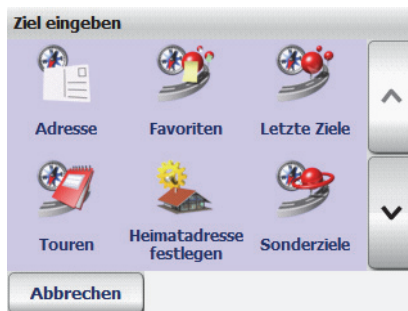 Ziel eingeben
Adresse
Favoriten
Letzte Ziele
Touren
Heimatadresse
festlegen
Sonderziele
Abbrechen